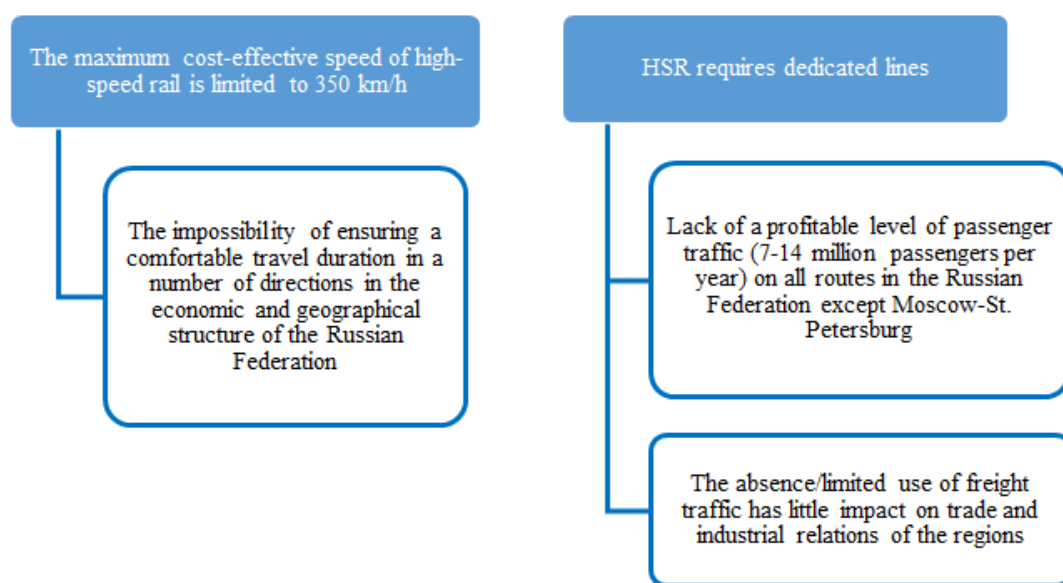 The maximum cost-effective speed of high-
speed rail is limited to 350 km/h
The impossibility of ensuring a
comfortable travel duration in a
number of directions in the
economic and geographical
structure of the Russian
Federation
HSR requires dedicated lines
Lack of a profitable level of passenger
traffic (7-14 million passengers per
year) on all routes in the Russian
Federation except Moscow-St.
Petersburg
The absence/limited use of freight
traffic has little impact on trade and
industrial relations of the regions